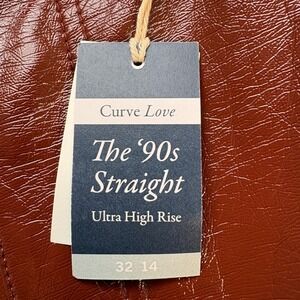 Curve Love
The ‘90s
Straight
Ultra High Rise
32 14